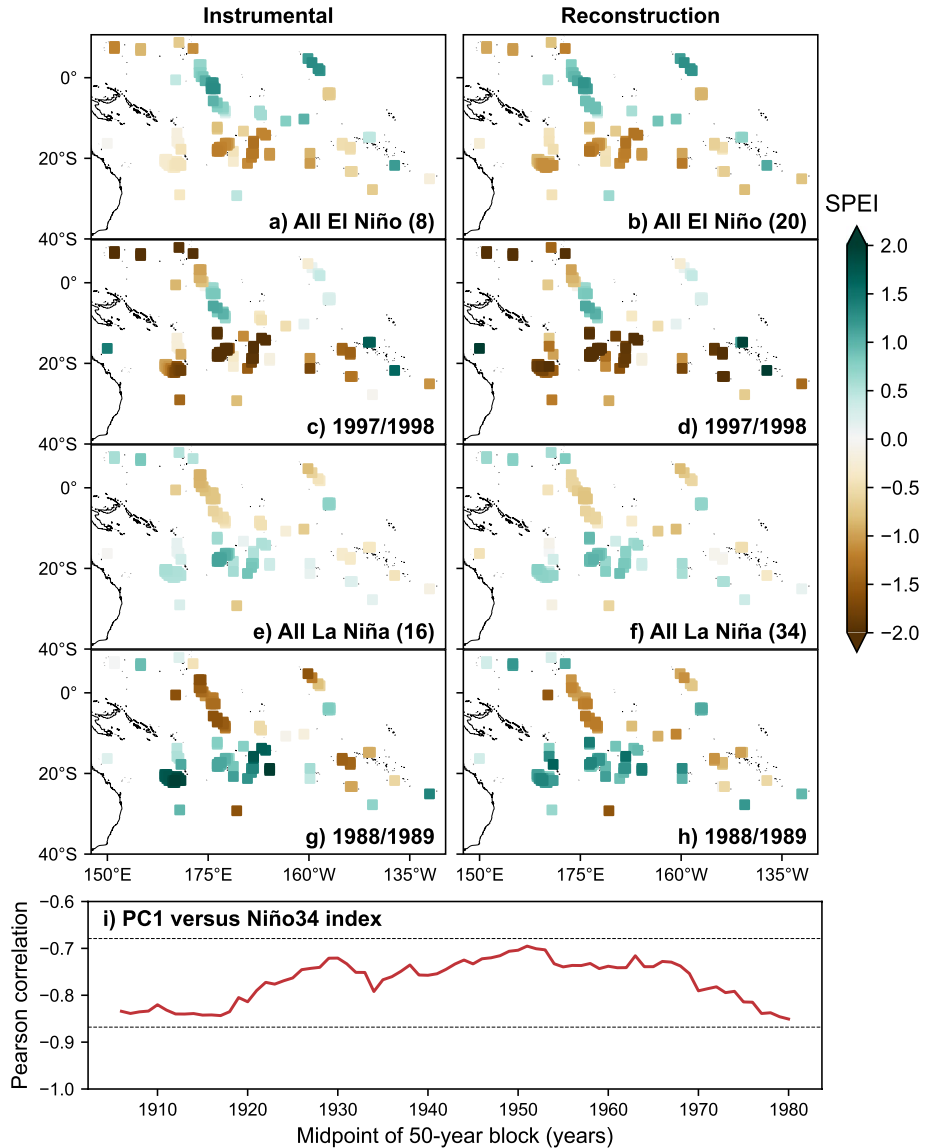 Instrumental
Reconstruction
0°
20°S
40°S
a) All El Niño (8)
b) All El Niño (20)
0°
20°S
40°S
c) 1997/1998
d) 1997/1998
0°
20°S
40°S
e) All La Niña (16)
f) All La Niña (34)
0°
20°S
40°S
g) 1988/1989
h) 1988/1989
150°E
175°E
160°W
135°W
150°E
175°E
160°W
135°W
SPEI
2.0
1.5
1.0
0.5
0.0
−0.5
−1.0
−1.5
−2.0
i) PC1 versus Niño34 index
Pearson correlation
−0.6
−0.7
−0.8
−0.9
−1.0
1910
1920
1930
1940
1950
1960
1970
1980
Midpoint of 50-year block (years)